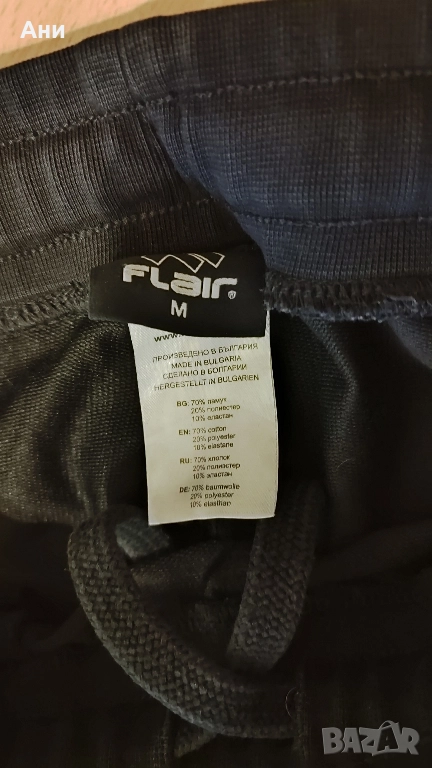 Ани
FLAIR®
M
www.
ПРОИЗВЕДЕНО В БЪЛГАРИЯ
MADE IN BULGARIA
СДЕЛАНО В БОЛГАРИИ
HERGESTELLT IN BULGARIEN
BG: 70% памук
20% полиестер
10% еластан
EN: 70% cotton
20% polyester
10% elastane
RU: 70% хлопок
20% полиэстер
10% эластан
DE: 70% baumwolle
20% polyester
10% elasthan
BAZAR